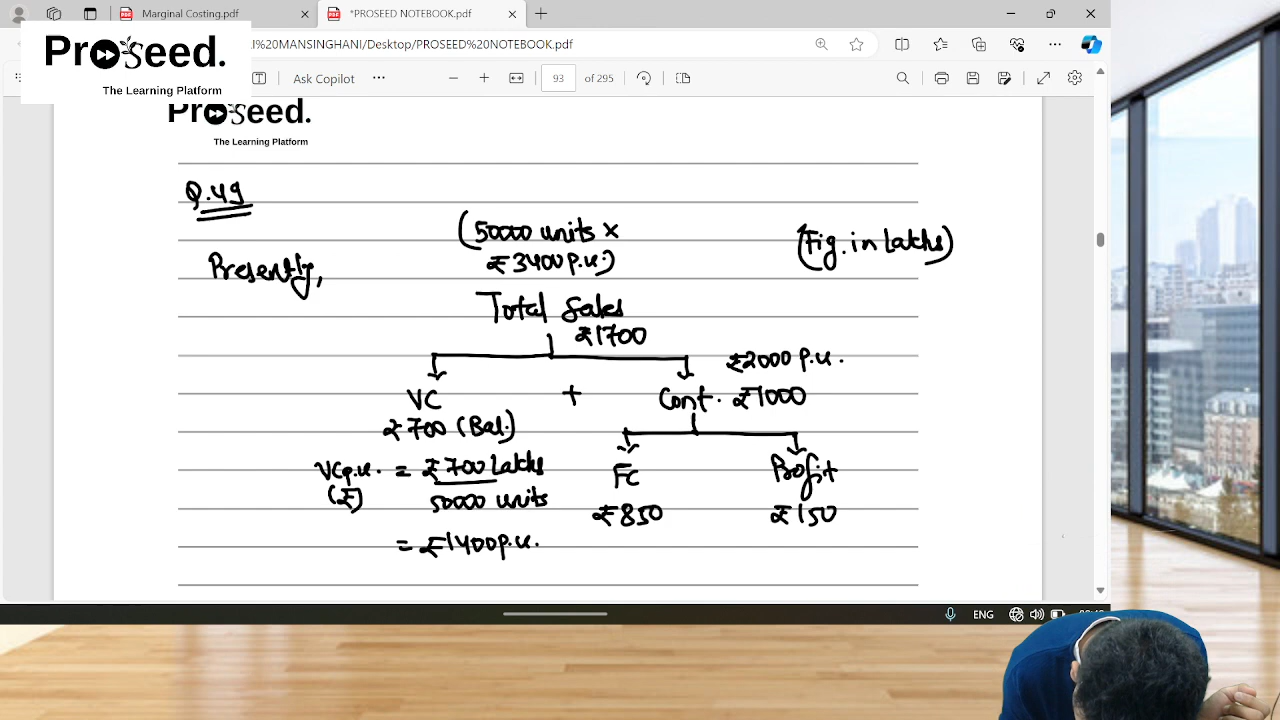 Marginal Costing.pdf
*PROSEED NOTEBOOK.pdf
Proseed.
The Learning Platform
MANSINGHANI/Desktop/PROSEED%20NOTEBOOK.pdf
Ask Copilot
93 of 295
Proseed.
The Learning Platform
Q.49
(50000 units ×
₹3400 p.u.)
(Fig. in Lakhs)
Presently,
Total Sales
₹1700
₹2000 p.u.
VC + Cont. ₹1000
₹700 (Bal.)
VC p.u. = ₹700 Lakhs
(₹) 50000 units
FC Profit
₹850 ₹150
= ₹1400 p.u.
ENG